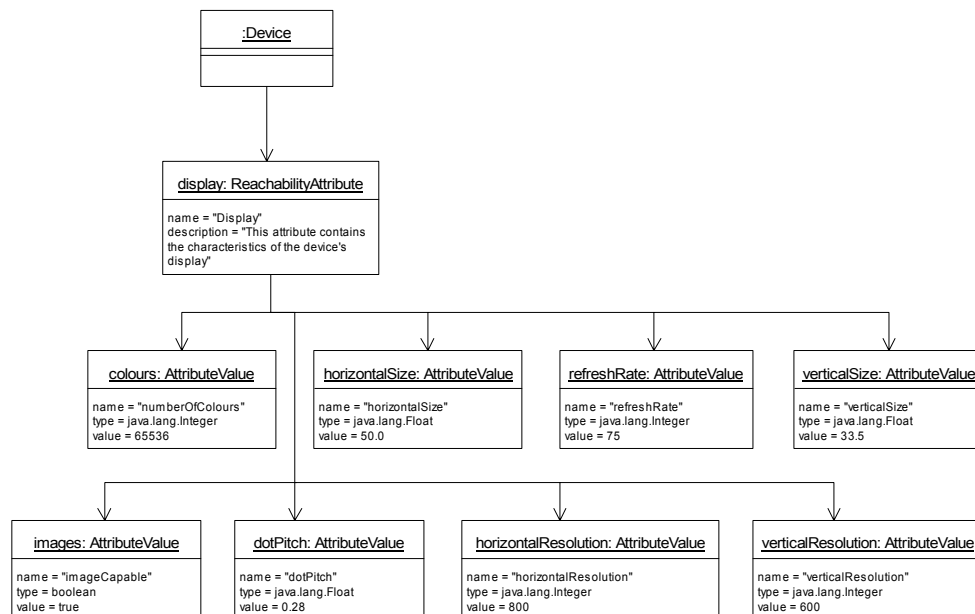 :Device
display: ReachabilityAttribute
name = "Display"
description = "This attribute contains
the characteristics of the device's
display"
colours: AttributeValue
name = "numberOfColours"
type = java.lang.Integer
value = 65536
horizontalSize: AttributeValue
name = "horizontalSize"
type = java.lang.Float
value = 50.0
refreshRate: AttributeValue
name = "refreshRate"
type = java.lang.Integer
value = 75
verticalSize: AttributeValue
name = "verticalSize"
type = java.lang.Float
value = 33.5
images: AttributeValue
name = "imageCapable"
type = boolean
value = true
dotPitch: AttributeValue
name = "dotPitch"
type = java.lang.Float
value = 0.28
horizontalResolution: AttributeValue
name = "horizontalResolution"
type = java.lang.Integer
value = 800
verticalResolution: AttributeValue
name = "verticalResolution"
type = java.lang.Integer
value = 600